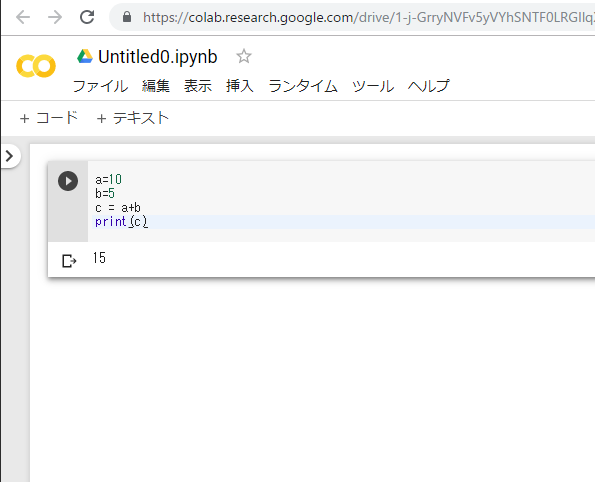 https://colab.research.google.com/drive/1-j-GrryNVFv5yVYhSNTF0LRGIlq
Untitled0.ipynb
ファイル 編集 表示 挿入 ランタイム ツール ヘルプ
+ コード + テキスト
a=10
b=5
c = a+b
print(c)
15